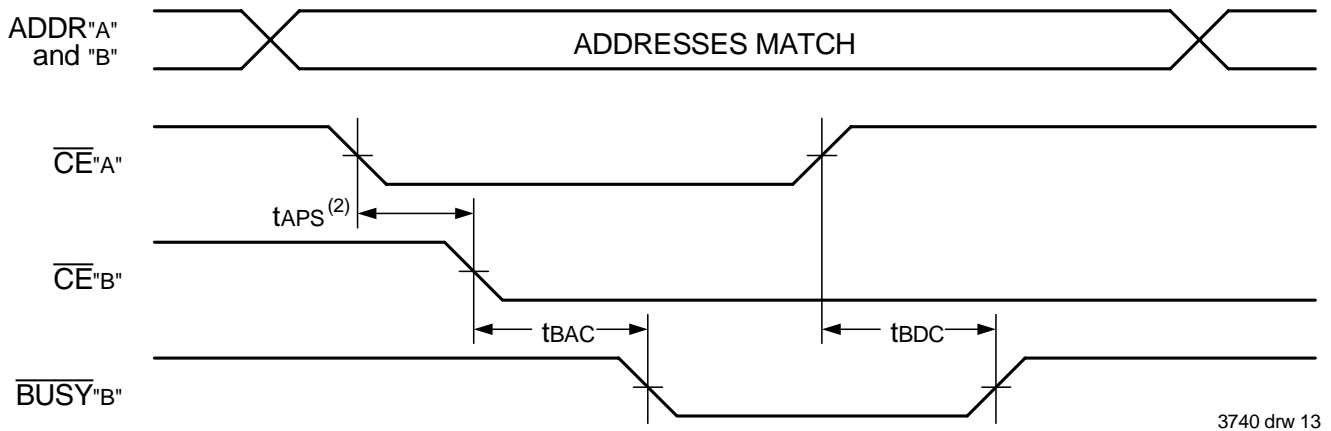 ADDR"A"
and "B"
ADDRESSES MATCH
CE"A"
tAPS(2)
CE"B"
tBAC
tBDC
BUSY"B"
3740 drw 13